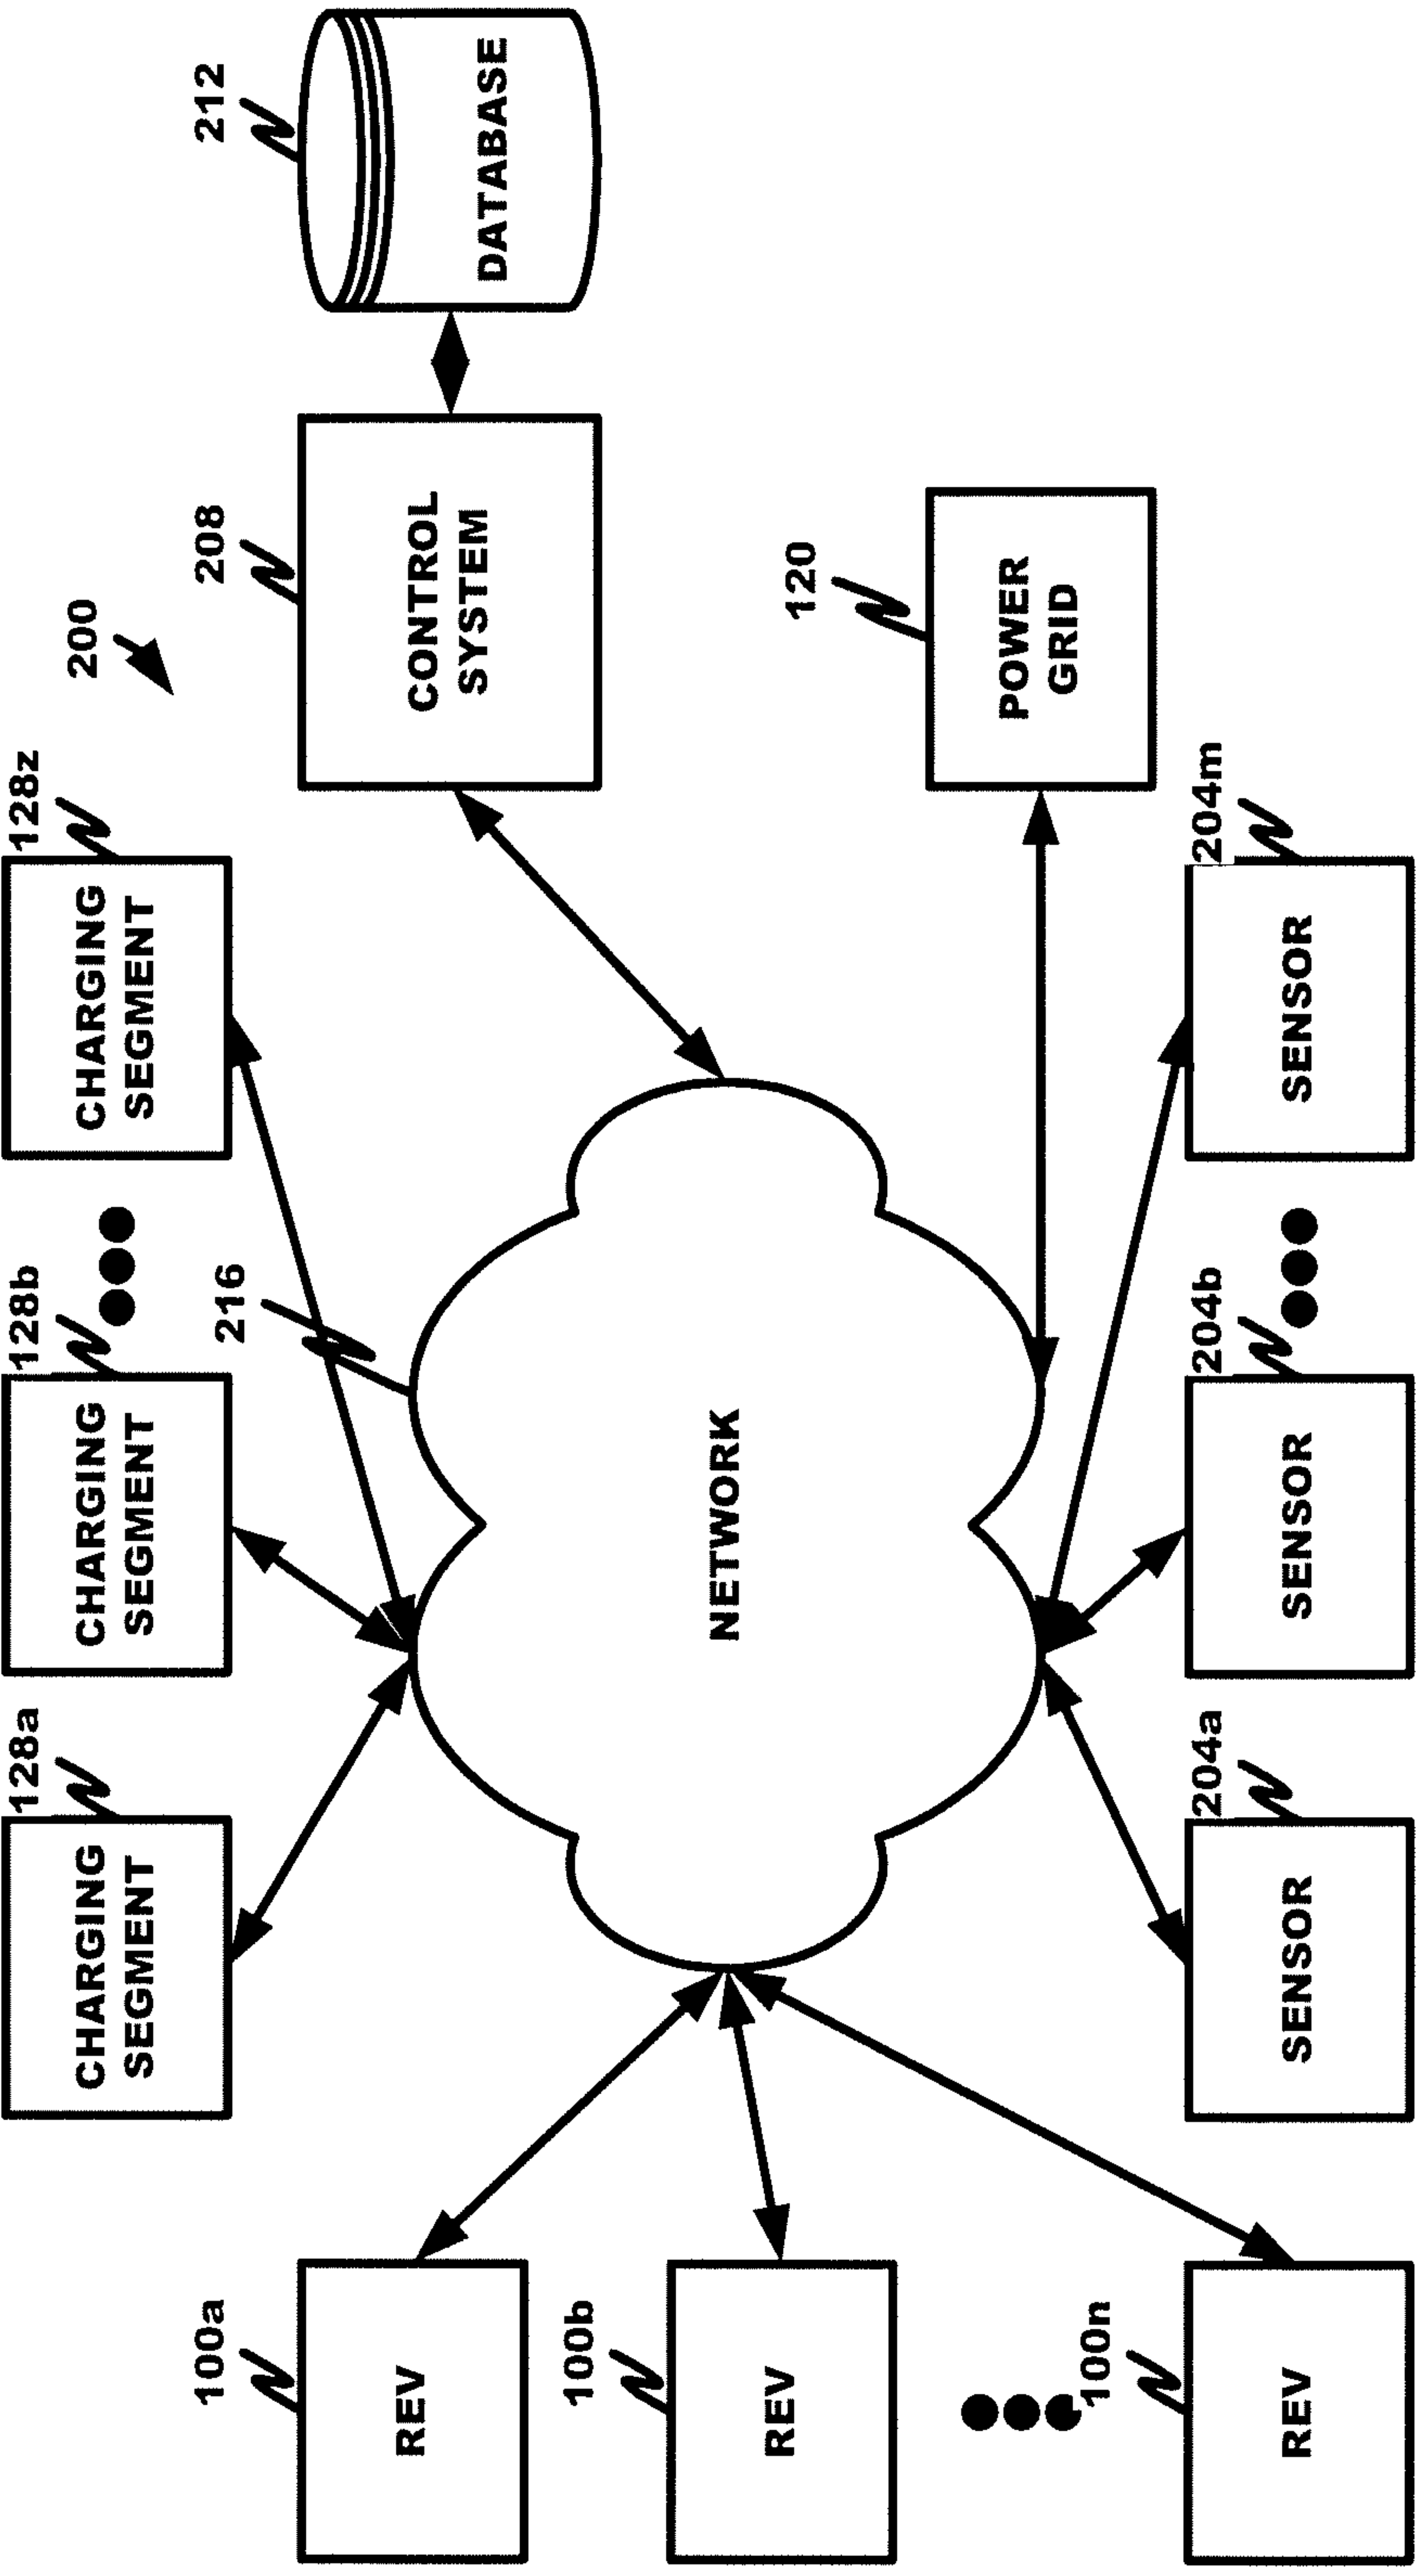 128a
128b
128z
200
CHARGING
SEGMENT
CHARGING
SEGMENT
CHARGING
SEGMENT
100a
216
208
212
REV
CONTROL
SYSTEM
DATABASE
100b
NETWORK
REV
120
POWER
GRID
100n
204a
204b
204m
REV
SENSOR
SENSOR
SENSOR